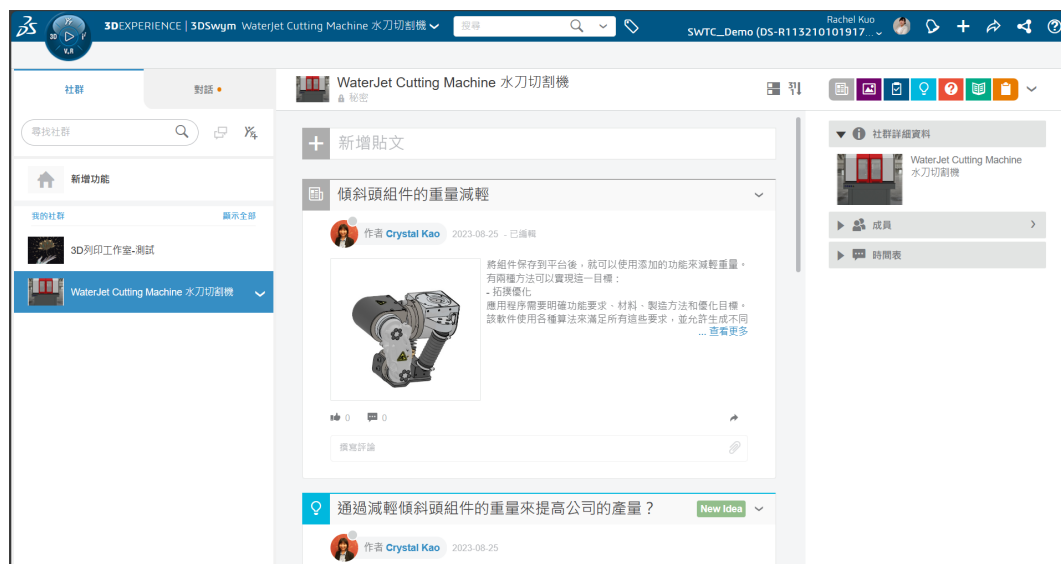 3DEXPERIENCE | 3DSwym WaterJet Cutting Machine 水刀切割機
搜尋
Rachel Kuo
SWTC_Demo (DS-R113210101917...
3D
V.R
社群
對話
WaterJet Cutting Machine 水刀切割機
秘密
尋找社群
新增功能
我的社群
顯示全部
3D列印工作室-測試
WaterJet Cutting Machine 水刀切割機
新增貼文
傾斜頭組件的重量減輕
作者 Crystal Kao 2023-08-25 - 已編輯
將組件保存到平台後，就可以使用添加的功能來減輕重量。
有兩種方法可以實現這一目標：
- 拓撲優化
應用程序需要明確功能要求、材料、製造方法和優化目標。
該軟件使用各種算法來滿足所有這些要求，並允許生成不同
... 查看更多
0
0
撰寫評論
通過減輕傾斜頭組件的重量來提高公司的產量？
New Idea
作者 Crystal Kao 2023-08-25
社群詳細資料
WaterJet Cutting Machine
水刀切割機
成員
時間表